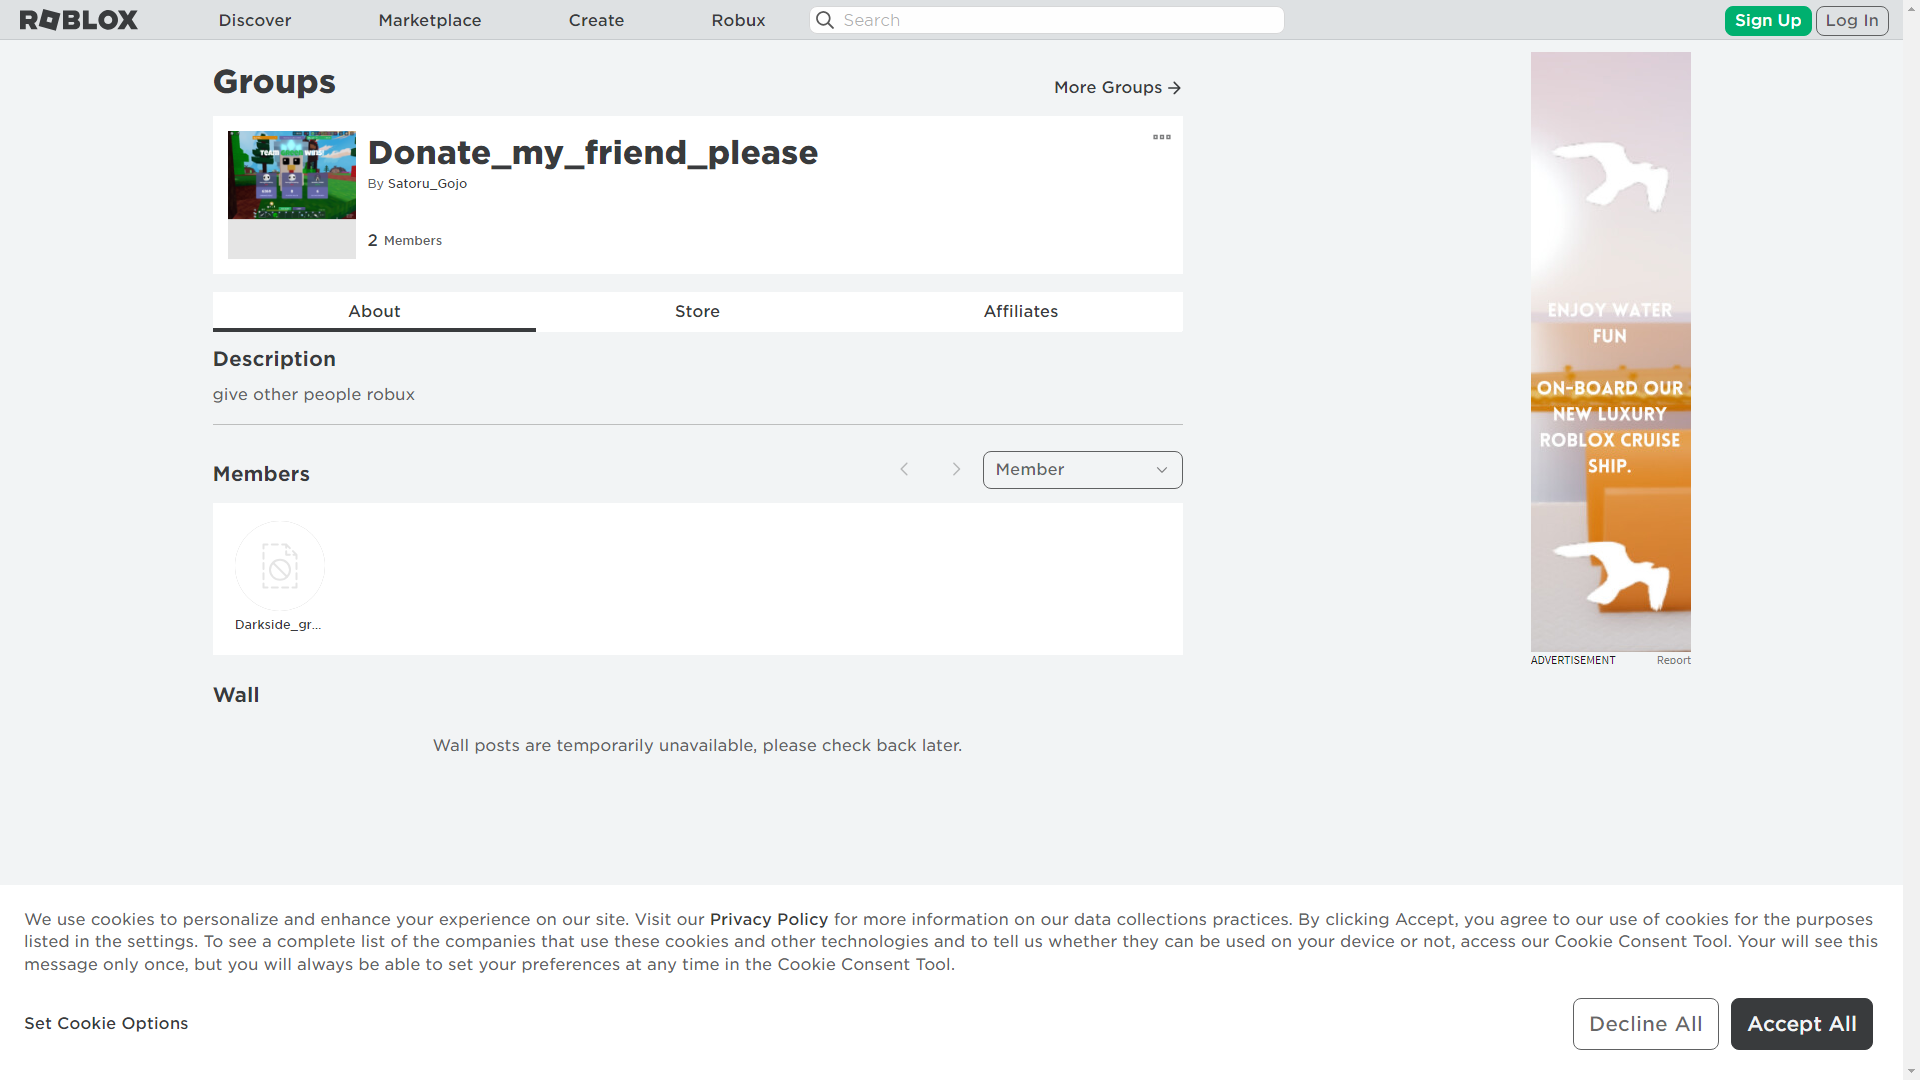 ROBLOX
Discover
Marketplace
Create
Robux
Search
Sign Up
Log In
Groups
More Groups
Donate_my_friend_please
By Satoru_Gojo
2 Members
About
Store
Affiliates
Description
give other people robux
Members
Member
Darkside_gr...
Wall
Wall posts are temporarily unavailable, please check back later.
ENJOY WATER
FUN
ON-BOARD OUR
NEW LUXURY
ROBLOX CRUISE
SHIP.
ADVERTISEMENT
Report
We use cookies to personalize and enhance your experience on our site. Visit our Privacy Policy for more information on our data collections practices. By clicking Accept, you agree to our use of cookies for the purposes
listed in the settings. To see a complete list of the companies that use these cookies and other technologies and to tell us whether they can be used on your device or not, access our Cookie Consent Tool. Your will see this
message only once, but you will always be able to set your preferences at any time in the Cookie Consent Tool.
Set Cookie Options
Decline All
Accept All